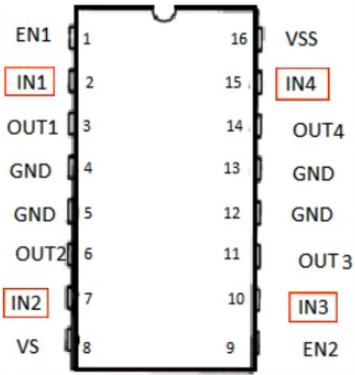 EN1 1 16 VSS
IN1 2 15 IN4
OUT1 3 14 OUT4
GND 4 13 GND
GND 5 12 GND
OUT2 6 11 OUT 3
IN2 7 10 IN3
VS 8 9 EN2